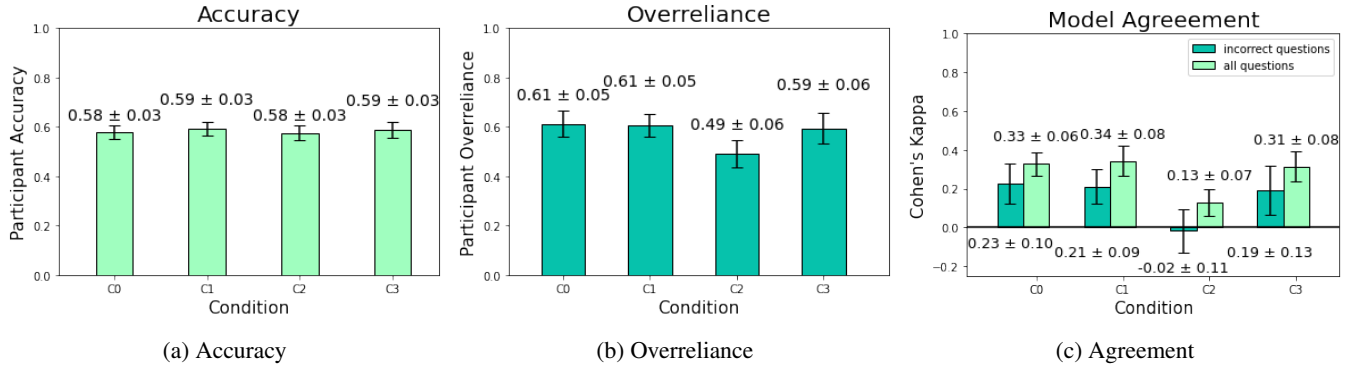 Accuracy
Participant Accuracy
1.0
0.8
0.6
0.4
0.2
0.0
0.58 ± 0.03
0.59 ± 0.03
0.58 ± 0.03
0.59 ± 0.03
C0 C1 C2 C3
Condition
(a) Accuracy
Overreliance
Participant Overreliance
1.0
0.8
0.6
0.4
0.2
0.0
0.61 ± 0.05
0.61 ± 0.05
0.49 ± 0.06
0.59 ± 0.06
C0 C1 C2 C3
Condition
(b) Overreliance
Model Agreeement
Cohen's Kappa
1.0
0.8
0.6
0.4
0.2
0.0
−0.2
incorrect questions
all questions
0.33 ± 0.06
0.34 ± 0.08
0.13 ± 0.07
0.31 ± 0.08
0.23 ± 0.10
0.21 ± 0.09
-0.02 ± 0.11
0.19 ± 0.13
C0 C1 C2 C3
Condition
(c) Agreement